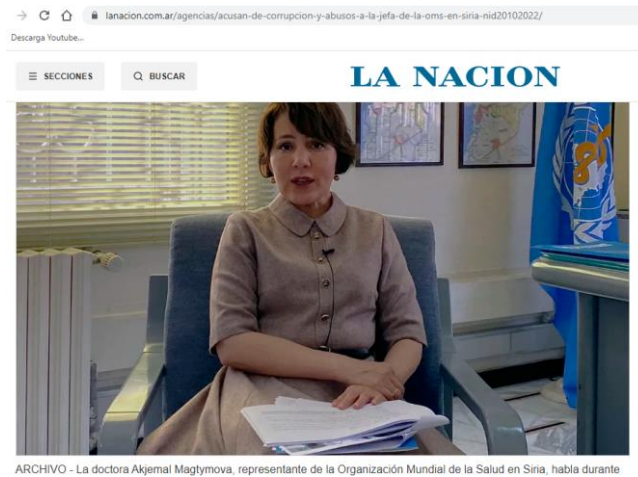 lanacion.com.ar/agencias/acusan-de-corrupcion-y-abusos-a-la-jefa-de-la-oms-en-siria-nid20102022/
Descarga Youtube...
SECCIONES BUSCAR LA NACION
ARCHIVO - La doctora Akjemal Magtymova, representante de la Organización Mundial de la Salud en Siria, habla durante